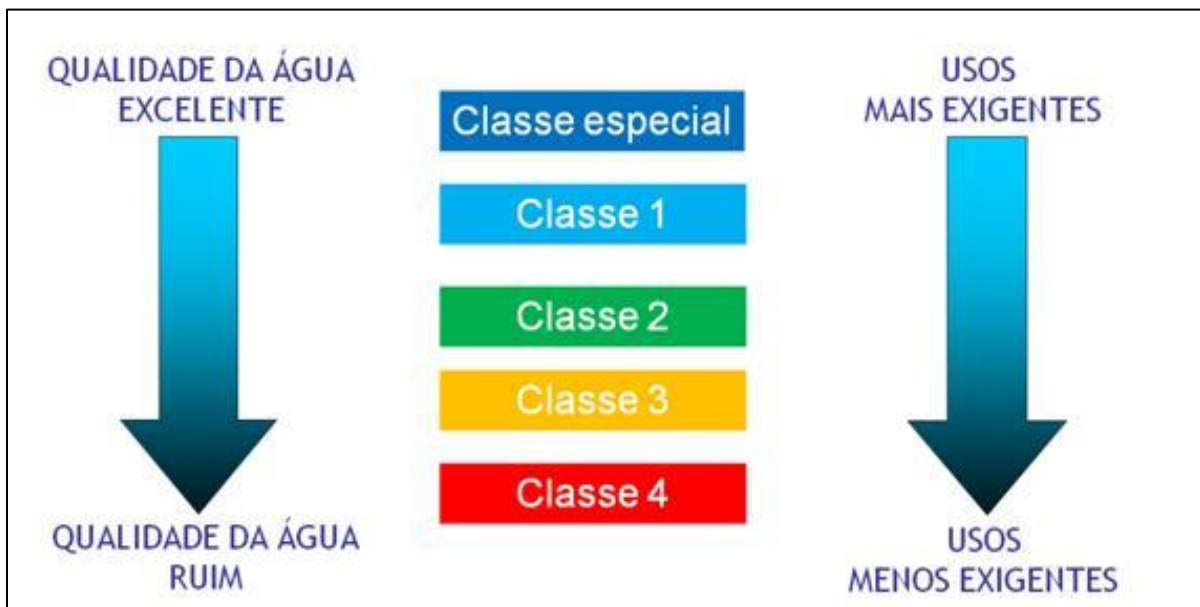 QUALIDADE DA ÁGUA
EXCELENTE
USOS
MAIS EXIGENTES
Classe especial
Classe 1
Classe 2
Classe 3
Classe 4
QUALIDADE DA ÁGUA
RUIM
USOS
MENOS EXIGENTES